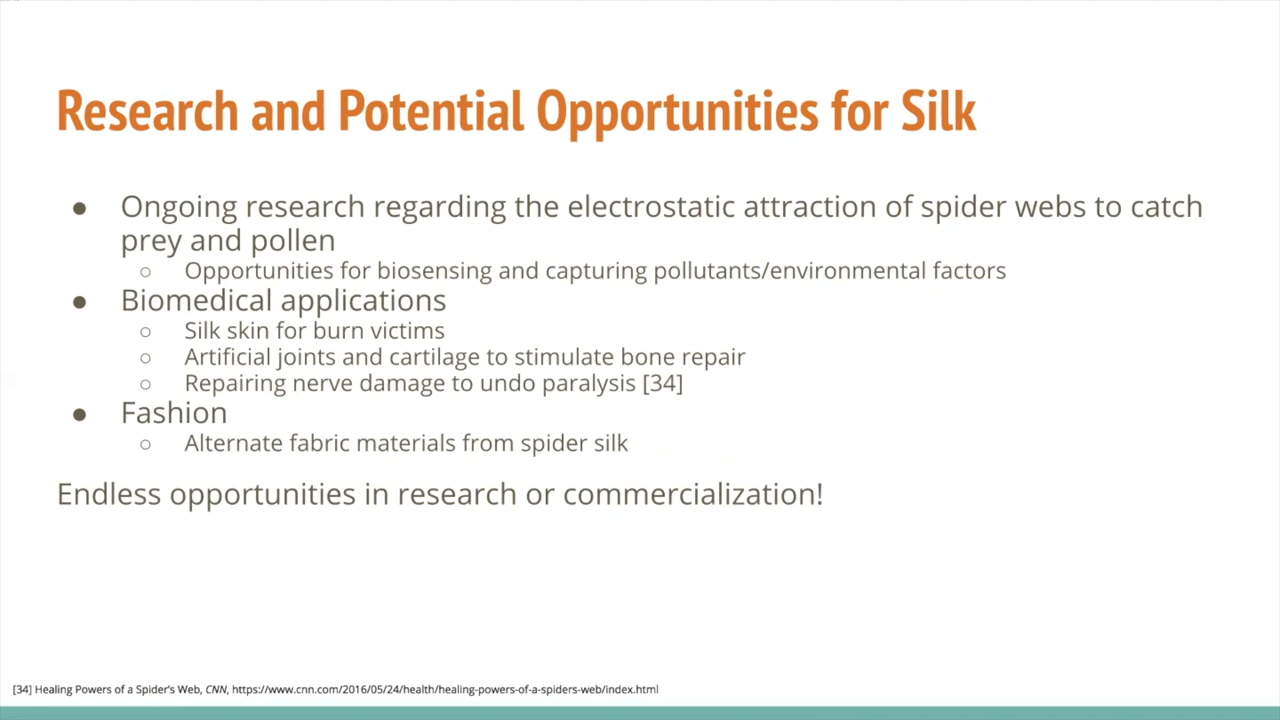 Research and Potential Opportunities for Silk
● Ongoing research regarding the electrostatic attraction of spider webs to catch
prey and pollen
○ Opportunities for biosensing and capturing pollutants/environmental factors
● Biomedical applications
○ Silk skin for burn victims
○ Artificial joints and cartilage to stimulate bone repair
○ Repairing nerve damage to undo paralysis [34]
● Fashion
○ Alternate fabric materials from spider silk
Endless opportunities in research or commercialization!
[34] Healing Powers of a Spider's Web, CNN, https://www.cnn.com/2016/05/24/health/healing-powers-of-a-spiders-web/index.html